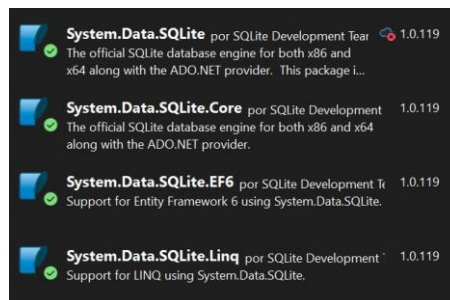 System.Data.SQLite por SQLite Development Tear 1.0.119
The official SQLite database engine for both x86 and
x64 along with the ADO.NET provider. This package i...
System.Data.SQLite.Core por SQLite Development 1.0.119
The official SQLite database engine for both x86 and x64
along with the ADO.NET provider.
System.Data.SQLite.EF6 por SQLite Development Te 1.0.119
Support for Entity Framework 6 using System.Data.SQLite.
System.Data.SQLite.Linq por SQLite Development 1.0.119
Support for LINQ using System.Data.SQLite.